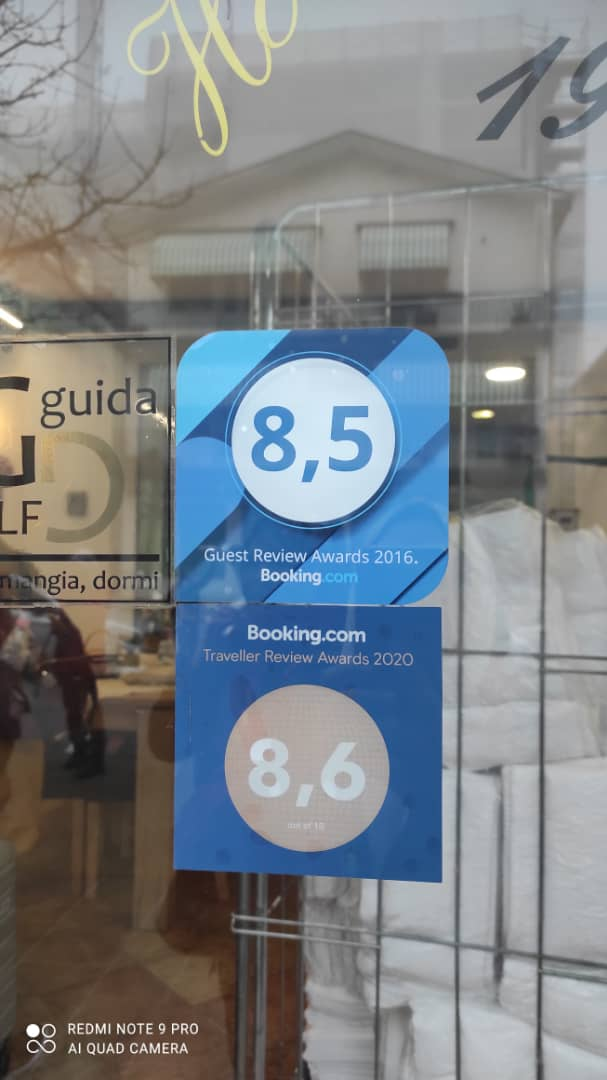 Ho
19
G guida
LF
mangia, dormi
8,5
Guest Review Awards 2016.
Booking.com
Booking.com
Traveller Review Awards 2020
8,6
out of 10
REDMI NOTE 9 PRO
AI QUAD CAMERA